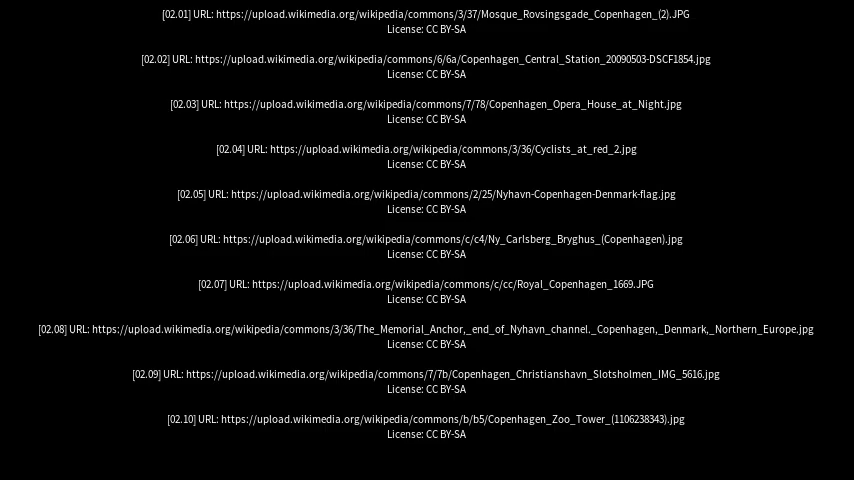 [02.01] URL: https://upload.wikimedia.org/wikipedia/commons/3/37/Mosque_Rovsingsgade_Copenhagen_(2).JPG
License: CC BY-SA
[02.02] URL: https://upload.wikimedia.org/wikipedia/commons/6/6a/Copenhagen_Central_Station_20090503-DSCF1854.jpg
License: CC BY-SA
[02.03] URL: https://upload.wikimedia.org/wikipedia/commons/7/78/Copenhagen_Opera_House_at_Night.jpg
License: CC BY-SA
[02.04] URL: https://upload.wikimedia.org/wikipedia/commons/3/36/Cyclists_at_red_2.jpg
License: CC BY-SA
[02.05] URL: https://upload.wikimedia.org/wikipedia/commons/2/25/Nyhavn-Copenhagen-Denmark-flag.jpg
License: CC BY-SA
[02.06] URL: https://upload.wikimedia.org/wikipedia/commons/c/c4/Ny_Carlsberg_Bryghus_(Copenhagen).jpg
License: CC BY-SA
[02.07] URL: https://upload.wikimedia.org/wikipedia/commons/c/cc/Royal_Copenhagen_1669.JPG
License: CC BY-SA
[02.08] URL: https://upload.wikimedia.org/wikipedia/commons/3/36/The_Memorial_Anchor,_end_of_Nyhavn_channel._Copenhagen,_Denmark,_Northern_Europe.jpg
License: CC BY-SA
[02.09] URL: https://upload.wikimedia.org/wikipedia/commons/7/7b/Copenhagen_Christianshavn_Slotsholmen_IMG_5616.jpg
License: CC BY-SA
[02.10] URL: https://upload.wikimedia.org/wikipedia/commons/b/b5/Copenhagen_Zoo_Tower_(1106238343).jpg
License: CC BY-SA